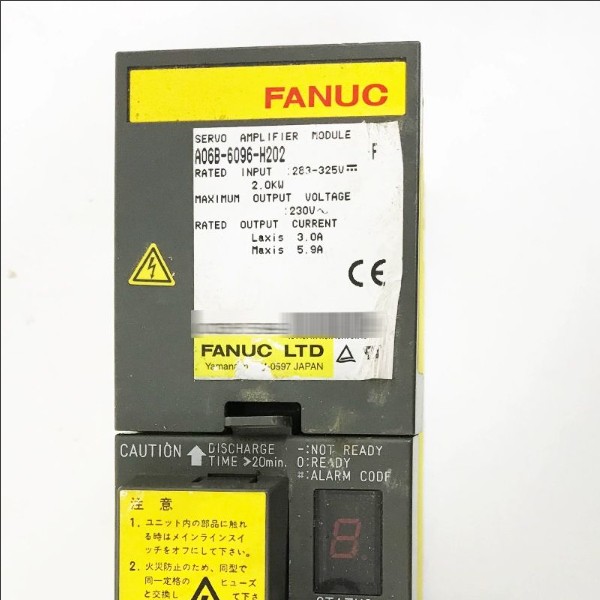 FANUC
SERVO AMPLIFIER MODULE
A06B-6096-H202 F
RATED INPUT :283-325V⎓
2.0KW
MAXIMUM OUTPUT VOLTAGE
:230V~
RATED OUTPUT CURRENT
Laxis 3.0A
Maxis 5.9A
CE
FANUC LTD
-0597 JAPAN
CAUTION
DISCHARGE
TIME >20min.
-:NOT READY
0:READY
#:ALARM CODE
注 意
1. ユニット内の部品に触れ
る時はメインラインスイ
ッチをオフにして下さい。
2. 火災防止のため、同型で
同一定格の ヒューズ
と交換し て下さ
8
STATUS